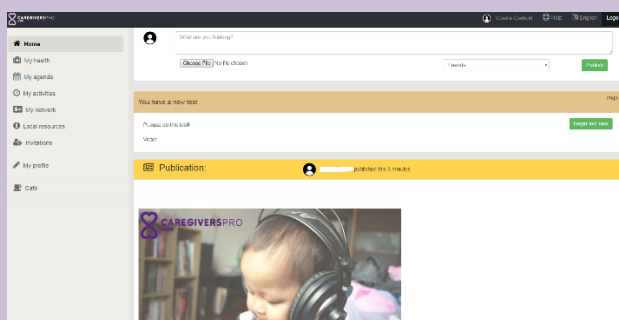 CAREGIVERSPRO
Help
English
Home
My health
My agenda
My activities
My network
Local resources
Invitations
My profile
Cafe
What are you thinking?
Choose File No file chosen
Friends
Publish
You have a new test
Please do this test!
Begin test now
Publication:
published this 5 minutes
CAREGIVERSPRO